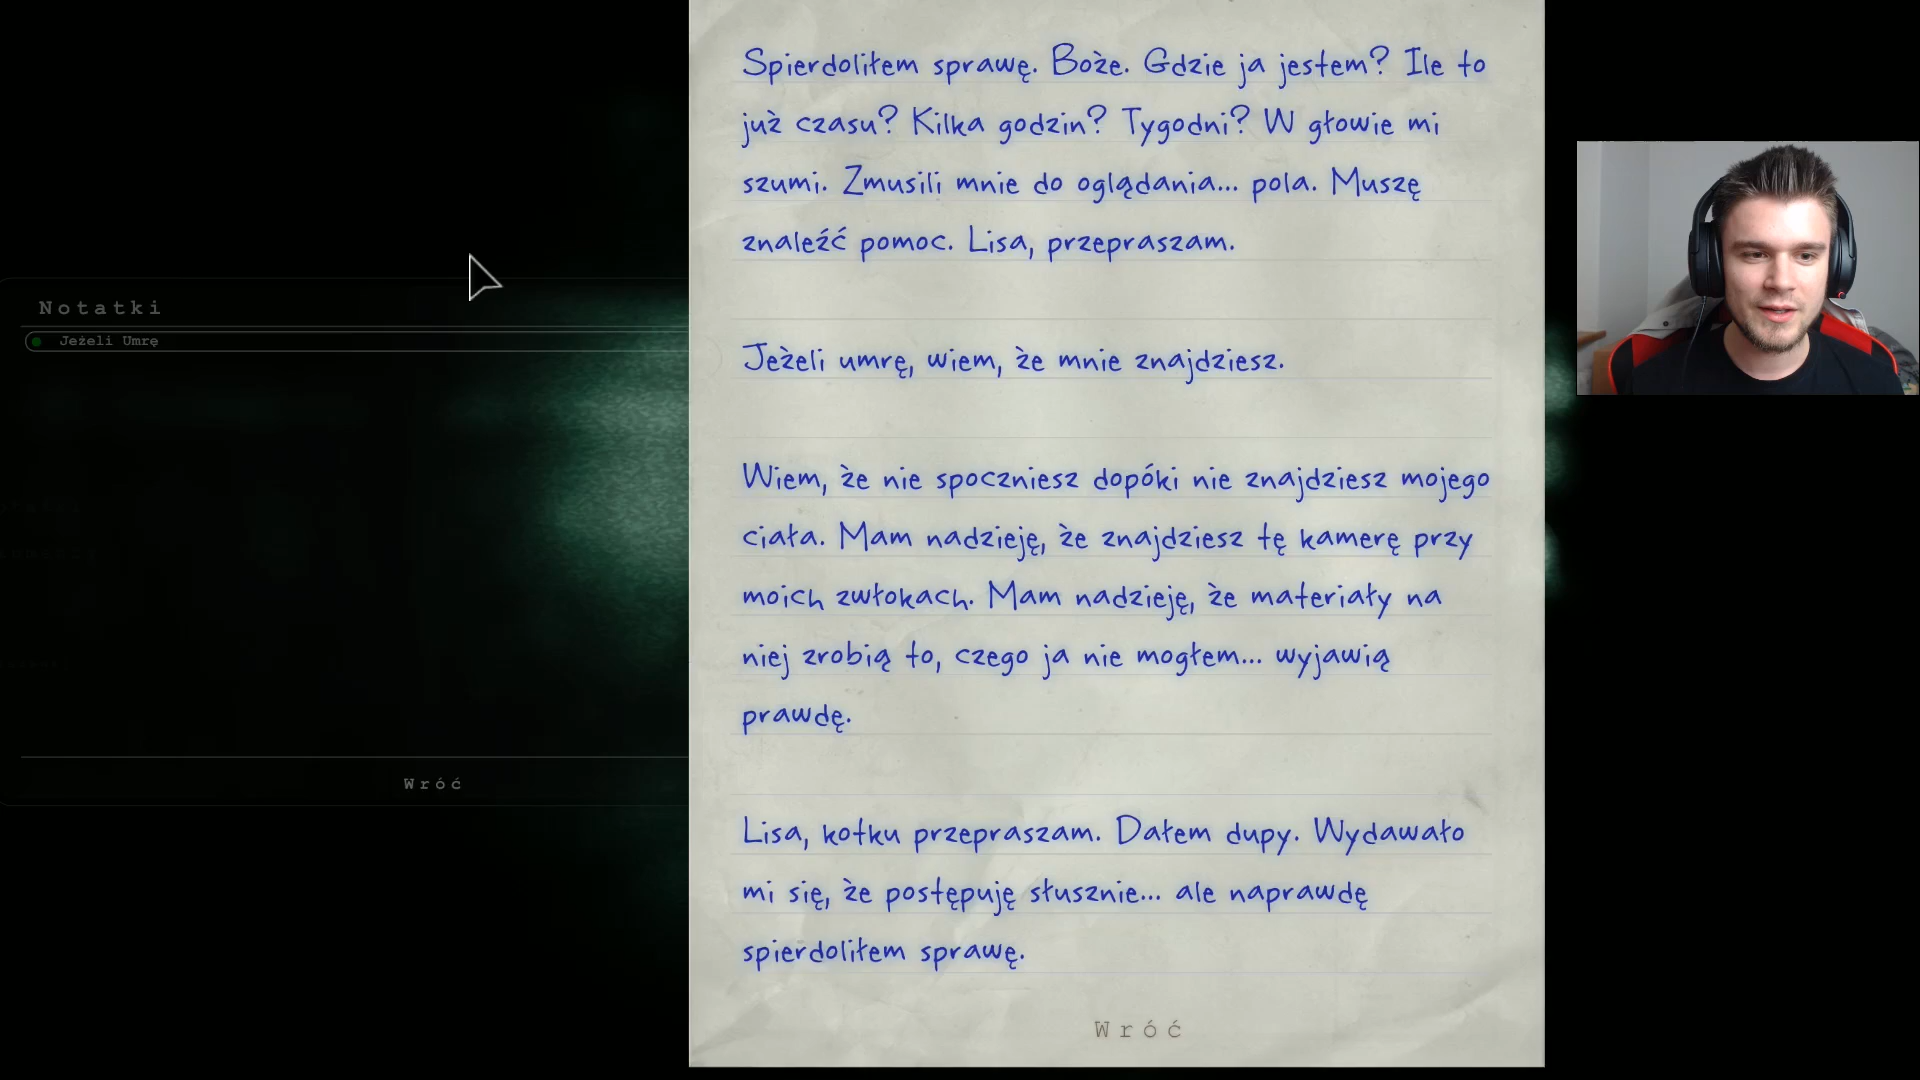 Notatki
Jeżeli Umrę
Wróć
Spierdoliłem sprawę. Boże. Gdzie ja jestem? Ile to
już czasu? Kilka godzin? Tygodni? W głowie mi
szumi. Zmusili mnie do oglądania... pola. Muszę
znaleźć pomoc. Lisa, przepraszam.
Jeżeli umrę, wiem, że mnie znajdziesz.
Wiem, że nie spoczniesz dopóki nie znajdziesz mojego
ciała. Mam nadzieję, że znajdziesz tę kamerę przy
moich zwłokach. Mam nadzieję, że materiały na
niej zrobią to, czego ja nie mogłem... wyjawią
prawdę.
Lisa, kotku przepraszam. Dałem dupy. Wydawało
mi się, że postępuję słusznie... ale naprawdę
spierdoliłem sprawę.
Wróć